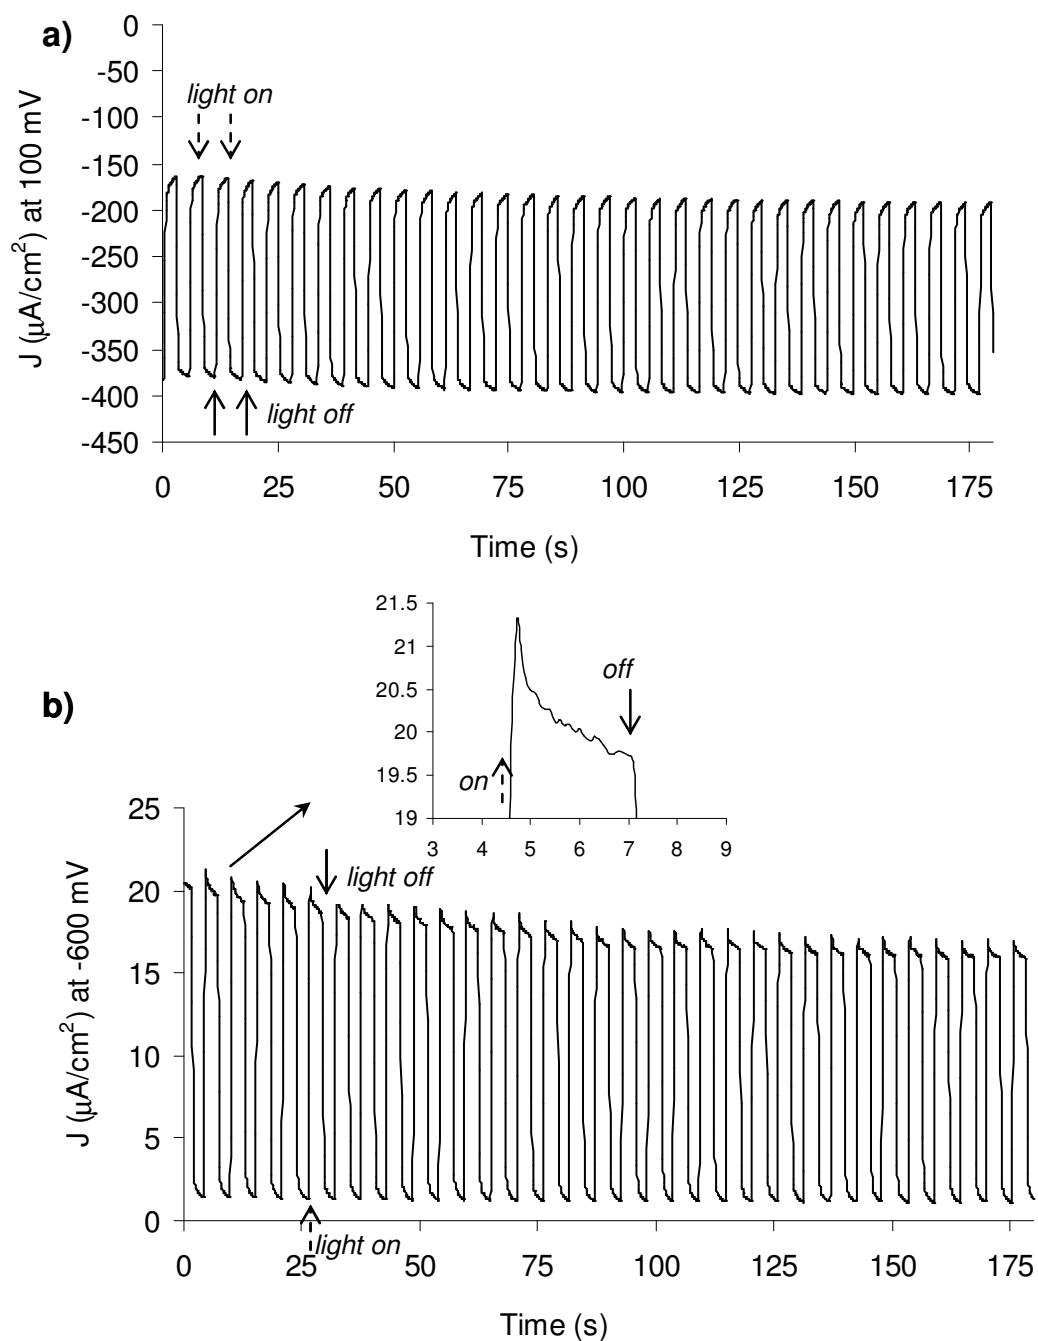 a)
J (μA/cm²) at 100 mV
0
-50
-100
-150
-200
-250
-300
-350
-400
-450
light on
light off
0 25 50 75 100 125 150 175
Time (s)
b)
21.5
21
20.5
20
19.5
19
on
off
3 4 5 6 7 8 9
J (μA/cm²) at -600 mV
25
20
15
10
5
0
light off
light on
0 25 50 75 100 125 150 175
Time (s)